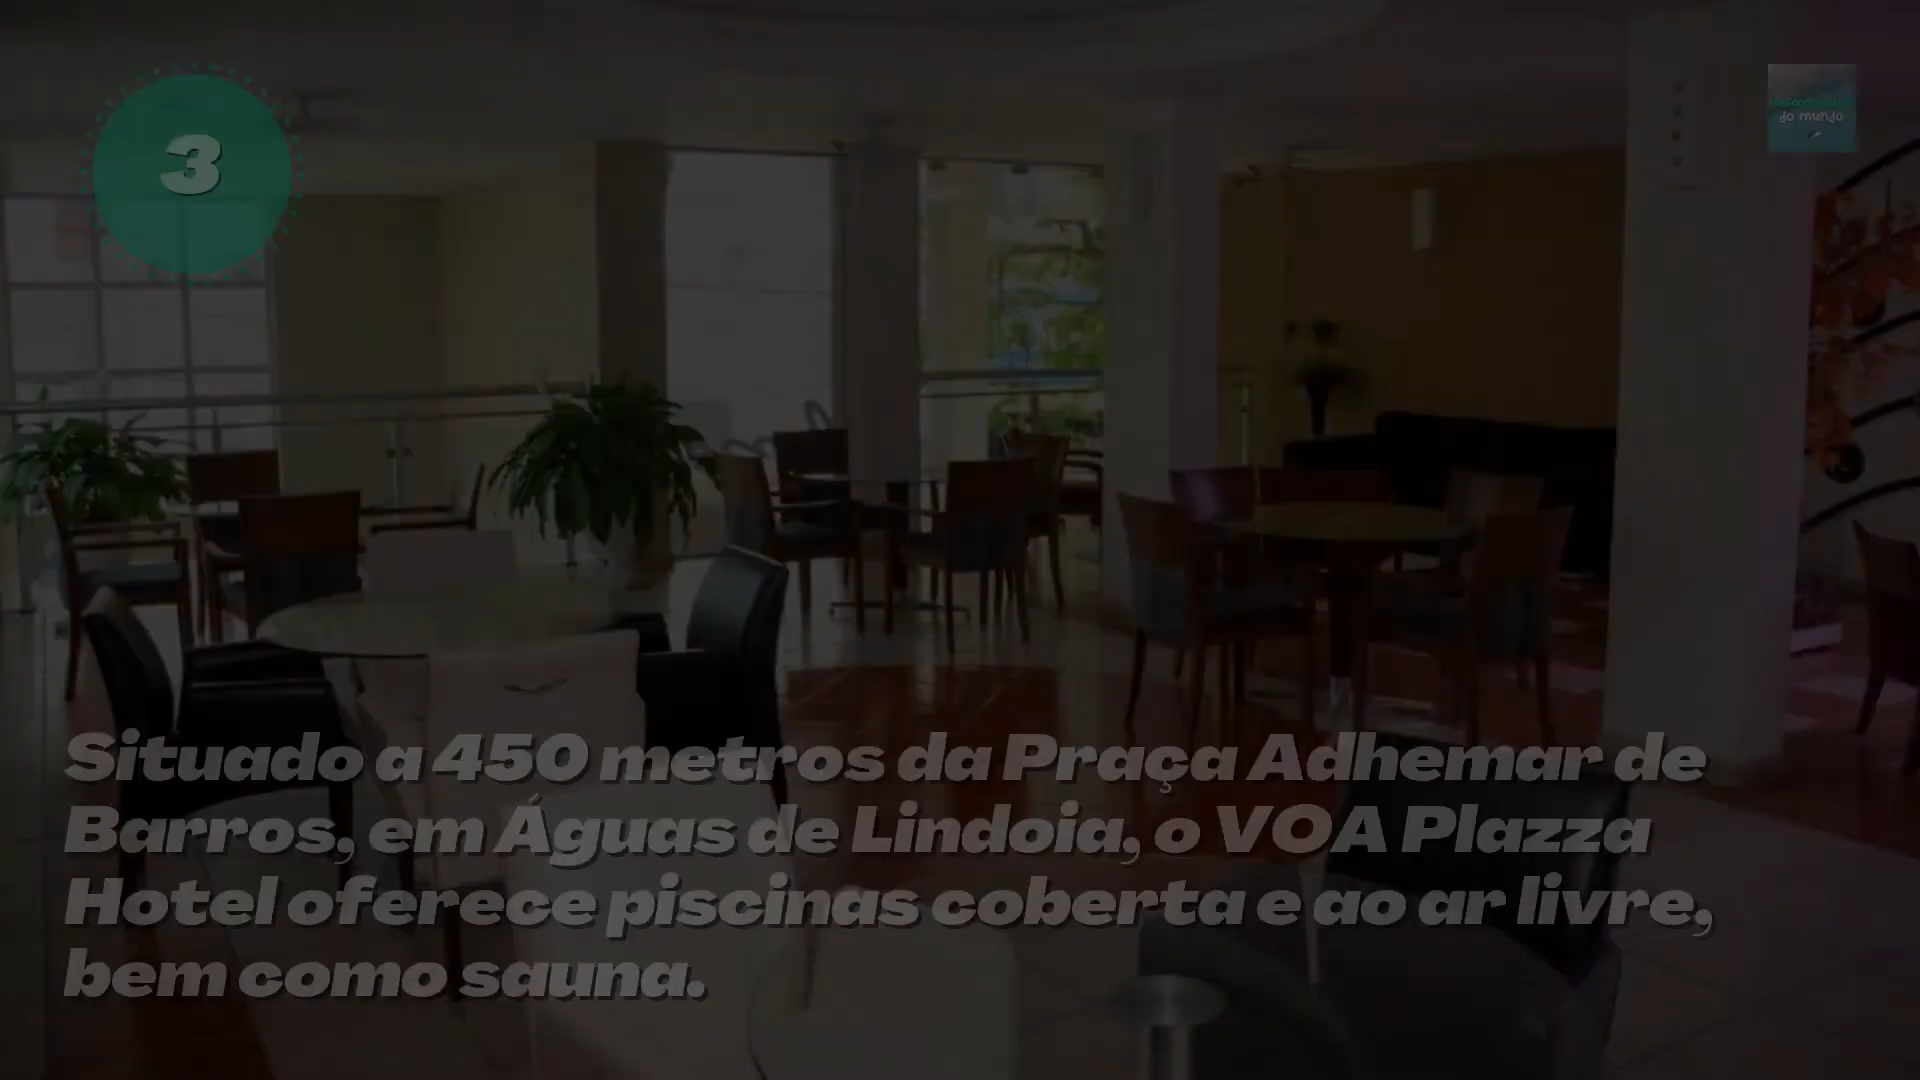 3
do mundo
Situado a 450 metros da Praça Adhemar de
Barros, em Águas de Lindoia, o VOA Plazza
Hotel oferece piscinas coberta e ao ar livre,
bem como sauna.